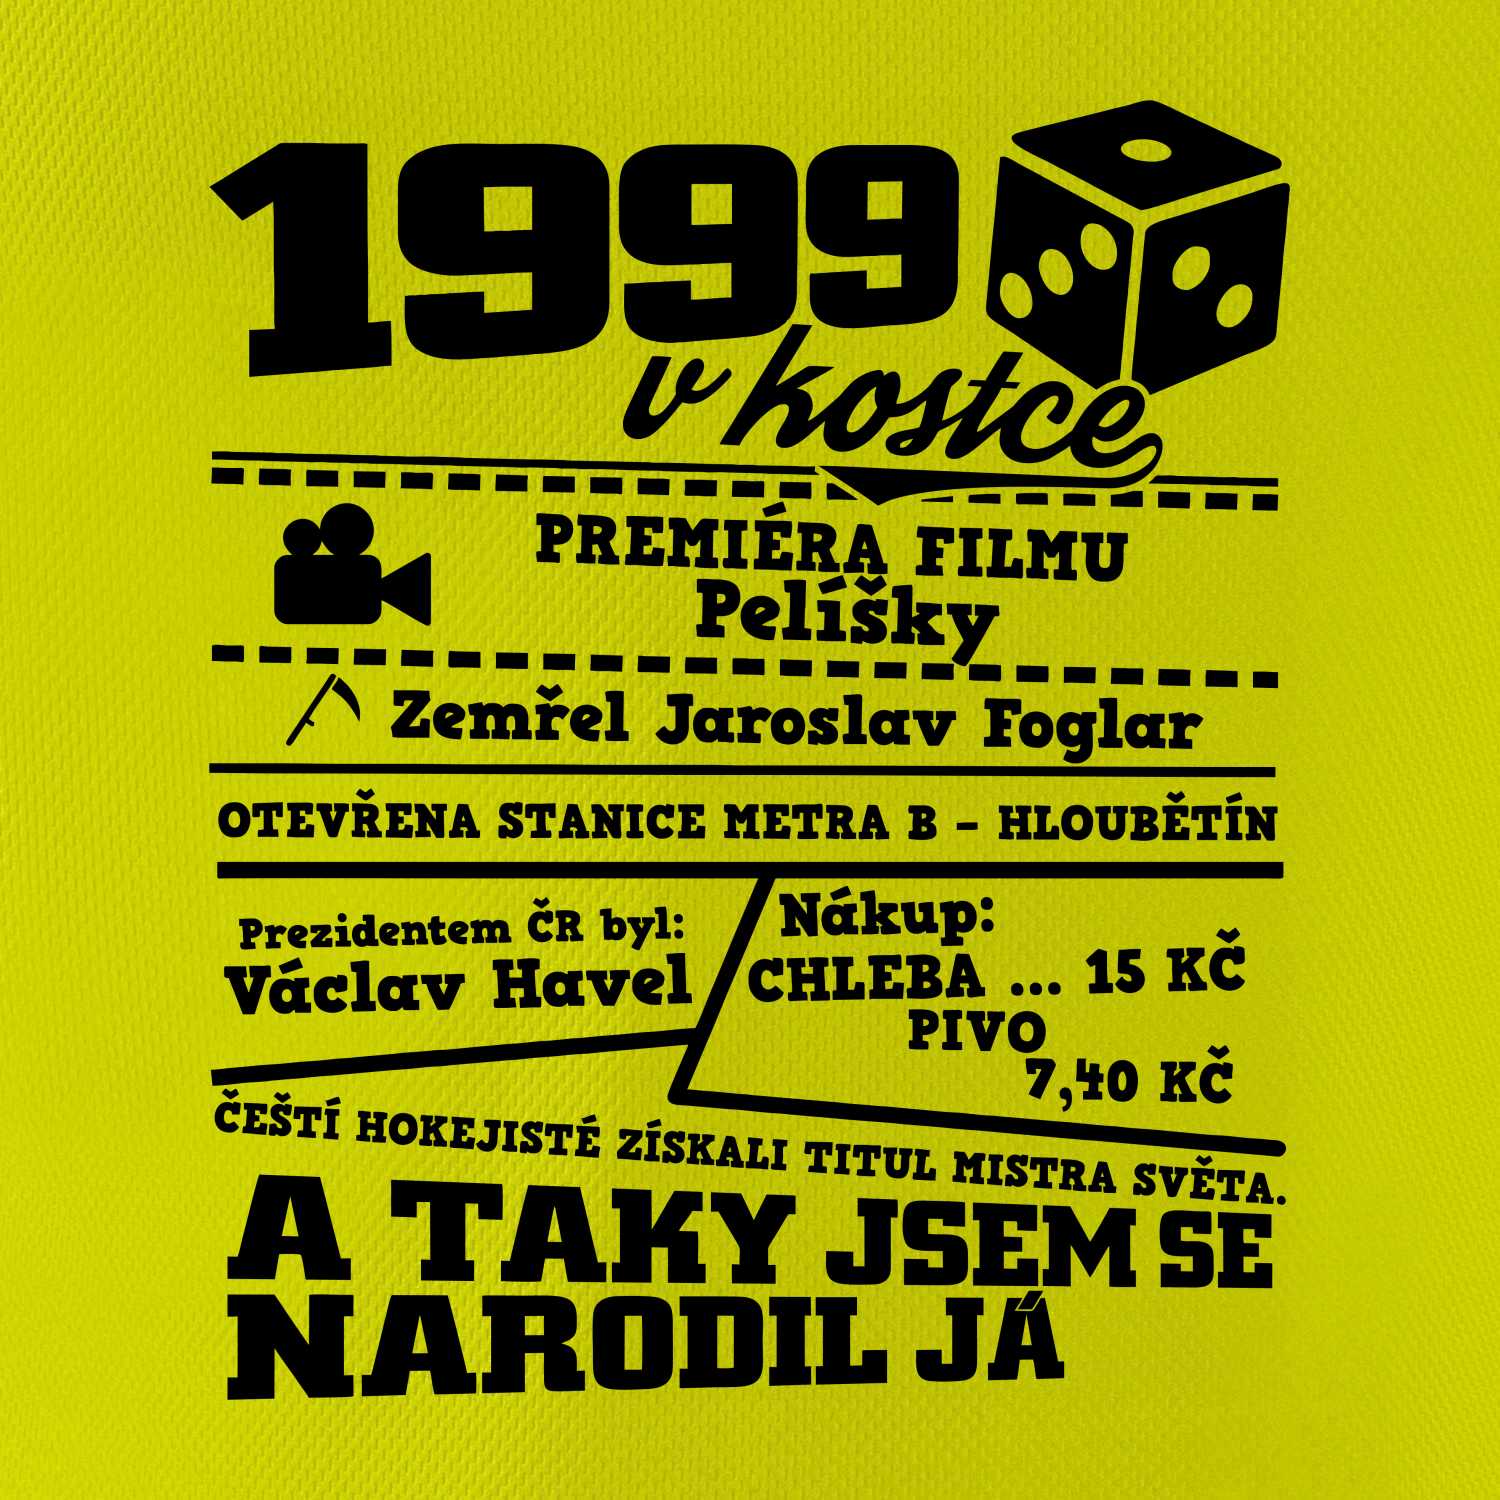 1999
v kostce
PREMIÉRA FILMU
Pelíšky
Zemřel Jaroslav Foglar
OTEVŘENA STANICE METRA B – HLOUBĚTÍN
Prezidentem ČR byl:
Václav Havel
Nákup:
CHLEBA ... 15 KČ
PIVO
7,40 KČ
ČEŠTÍ HOKEJISTÉ ZÍSKALI TITUL MISTRA SVĚTA.
A TAKY JSEM SE
NARODIL JÁ